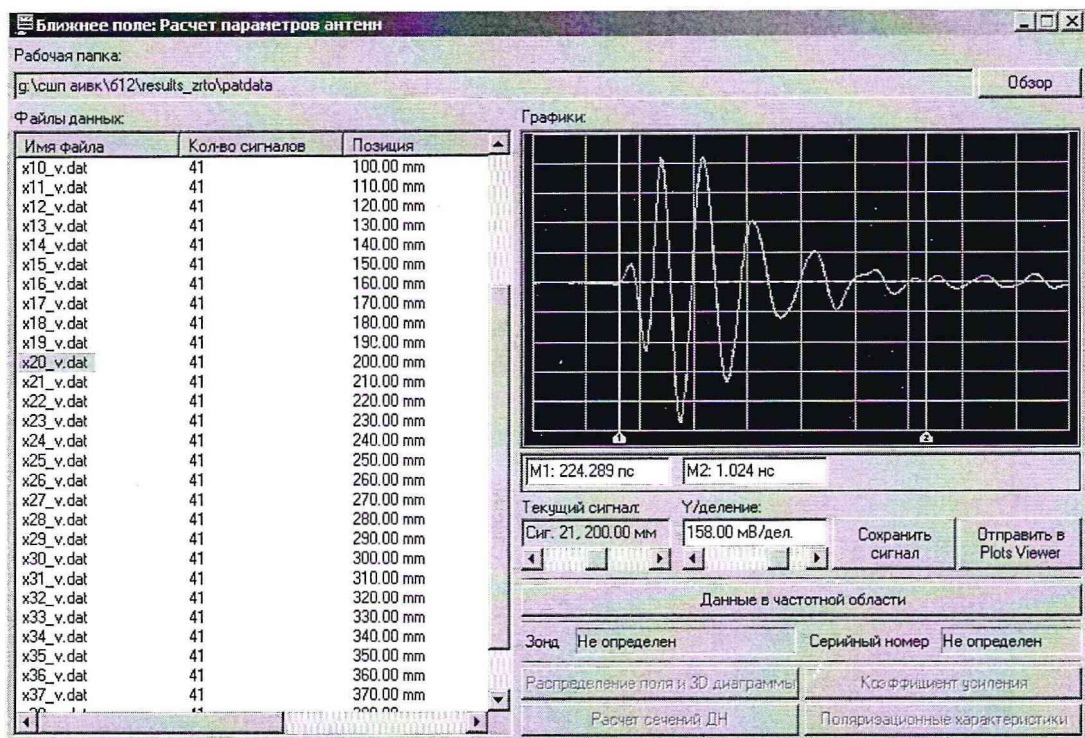 Ближнее поле: Расчет параметров антенн
Рабочая папка:
g:\сшп аивк\612\results_zrto\patdata
Обзор
Файлы данных:
Имя файла Кол-во сигналов Позиция
x10_v.dat 41 100.00 mm
x11_v.dat 41 110.00 mm
x12_v.dat 41 120.00 mm
x13_v.dat 41 130.00 mm
x14_v.dat 41 140.00 mm
x15_v.dat 41 150.00 mm
x16_v.dat 41 160.00 mm
x17_v.dat 41 170.00 mm
x18_v.dat 41 180.00 mm
x19_v.dat 41 190.00 mm
x20_v.dat 41 200.00 mm
x21_v.dat 41 210.00 mm
x22_v.dat 41 220.00 mm
x23_v.dat 41 230.00 mm
x24_v.dat 41 240.00 mm
x25_v.dat 41 250.00 mm
x26_v.dat 41 260.00 mm
x27_v.dat 41 270.00 mm
x28_v.dat 41 280.00 mm
x29_v.dat 41 290.00 mm
x30_v.dat 41 300.00 mm
x31_v.dat 41 310.00 mm
x32_v.dat 41 320.00 mm
x33_v.dat 41 330.00 mm
x34_v.dat 41 340.00 mm
x35_v.dat 41 350.00 mm
x36_v.dat 41 360.00 mm
x37_v.dat 41 370.00 mm
Графики:
1 2
M1: 224.289 пс M2: 1.024 нс
Текущий сигнал: Y/деление:
Сиг. 21, 200.00 мм 158.00 мВ/дел.
Сохранить сигнал
Отправить в Plots Viewer
Данные в частотной области
Зонд Не определен Серийный номер Не определен
Распределение поля и 3D диаграммы Коэффициент усиления
Расчет сечений ДН Поляризационные характеристики